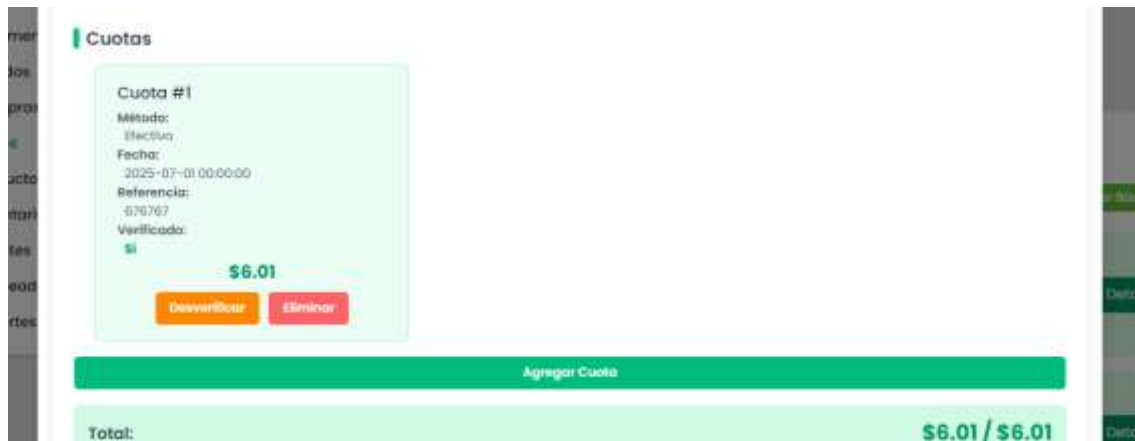 Cuotas
Cuota #1
Método:
Efectivo
Fecha:
2025-07-01 00:00:00
Referencia:
676767
Verificado:
Sí
$6.01
Desverificar
Eliminar
Agregar Cuota
Total:
$6.01 / $6.01